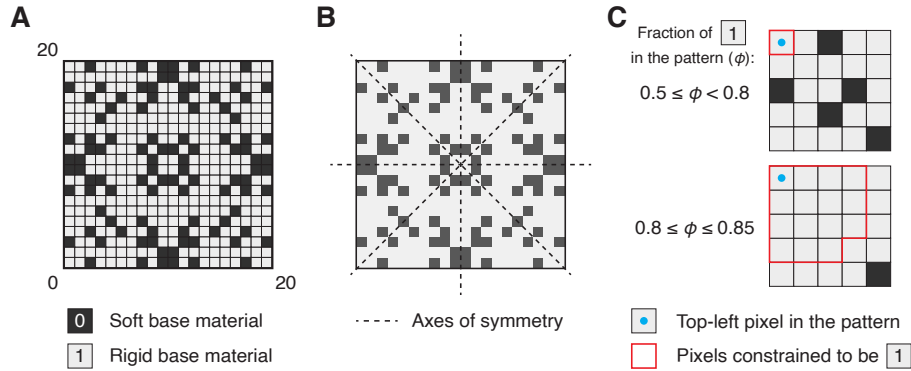 A
20
0
20
0 Soft base material
1 Rigid base material
B
Axes of symmetry
C
Fraction of 1
in the pattern (ϕ):
0.5 ≤ ϕ < 0.8
0.8 ≤ ϕ ≤ 0.85
Top-left pixel in the pattern
Pixels constrained to be 1